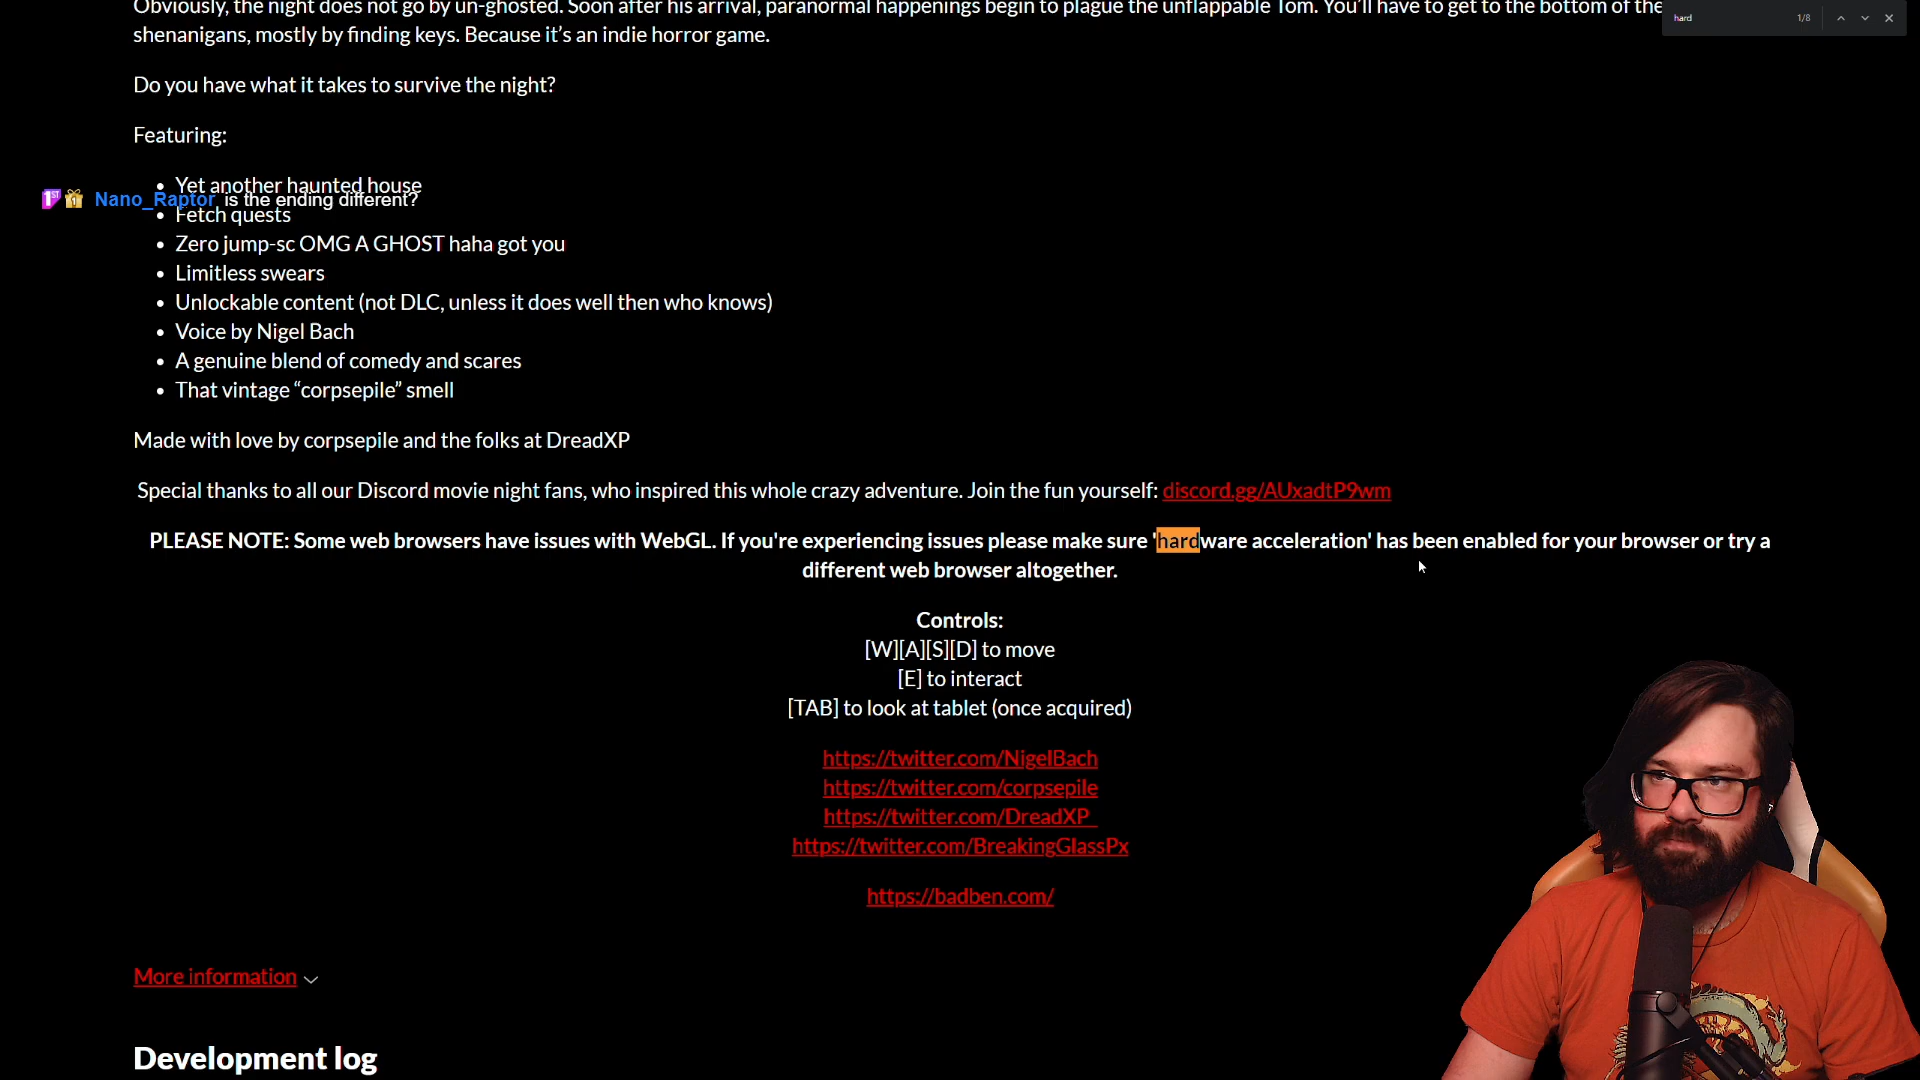 Obviously, the night does not go by un-ghosted. Soon after his arrival, paranormal happenings begin to plague the unflappable Tom. You'll have to get to the bottom of the
shenanigans, mostly by finding keys. Because it's an indie horror game.
hard 1/8
Do you have what it takes to survive the night?
Featuring:
• Yet another haunted house
Nano_Raptor is the ending different?
• Fetch quests
• Zero jump-sc OMG A GHOST haha got you
• Limitless swears
• Unlockable content (not DLC, unless it does well then who knows)
• Voice by Nigel Bach
• A genuine blend of comedy and scares
• That vintage “corpsepile” smell
Made with love by corpsepile and the folks at DreadXP
Special thanks to all our Discord movie night fans, who inspired this whole crazy adventure. Join the fun yourself: discord.gg/AUxadtP9wm
PLEASE NOTE: Some web browsers have issues with WebGL. If you're experiencing issues please make sure 'hardware acceleration' has been enabled for your browser or try a
different web browser altogether.
Controls:
[W][A][S][D] to move
[E] to interact
[TAB] to look at tablet (once acquired)
https://twitter.com/NigelBach
https://twitter.com/corpsepile
https://twitter.com/DreadXP_
https://twitter.com/BreakingGlassPx
https://badben.com/
More information
Development log